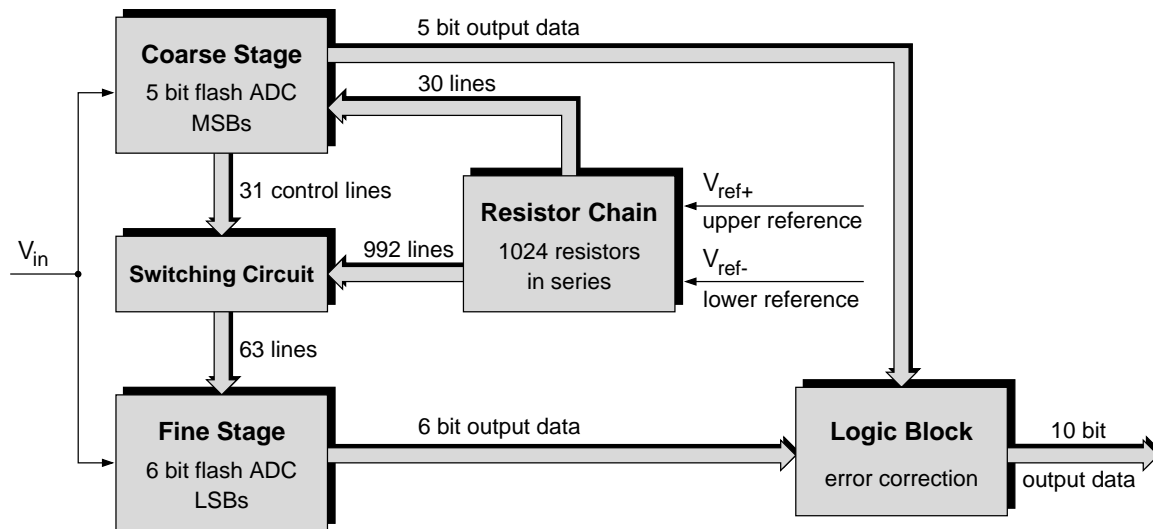 Coarse Stage
5 bit flash ADC
MSBs
5 bit output data
30 lines
31 control lines
Resistor Chain
1024 resistors
in series
V_ref+
upper reference
V_ref-
lower reference
V_in
Switching Circuit
992 lines
63 lines
Fine Stage
6 bit flash ADC
LSBs
6 bit output data
Logic Block
error correction
10 bit
output data